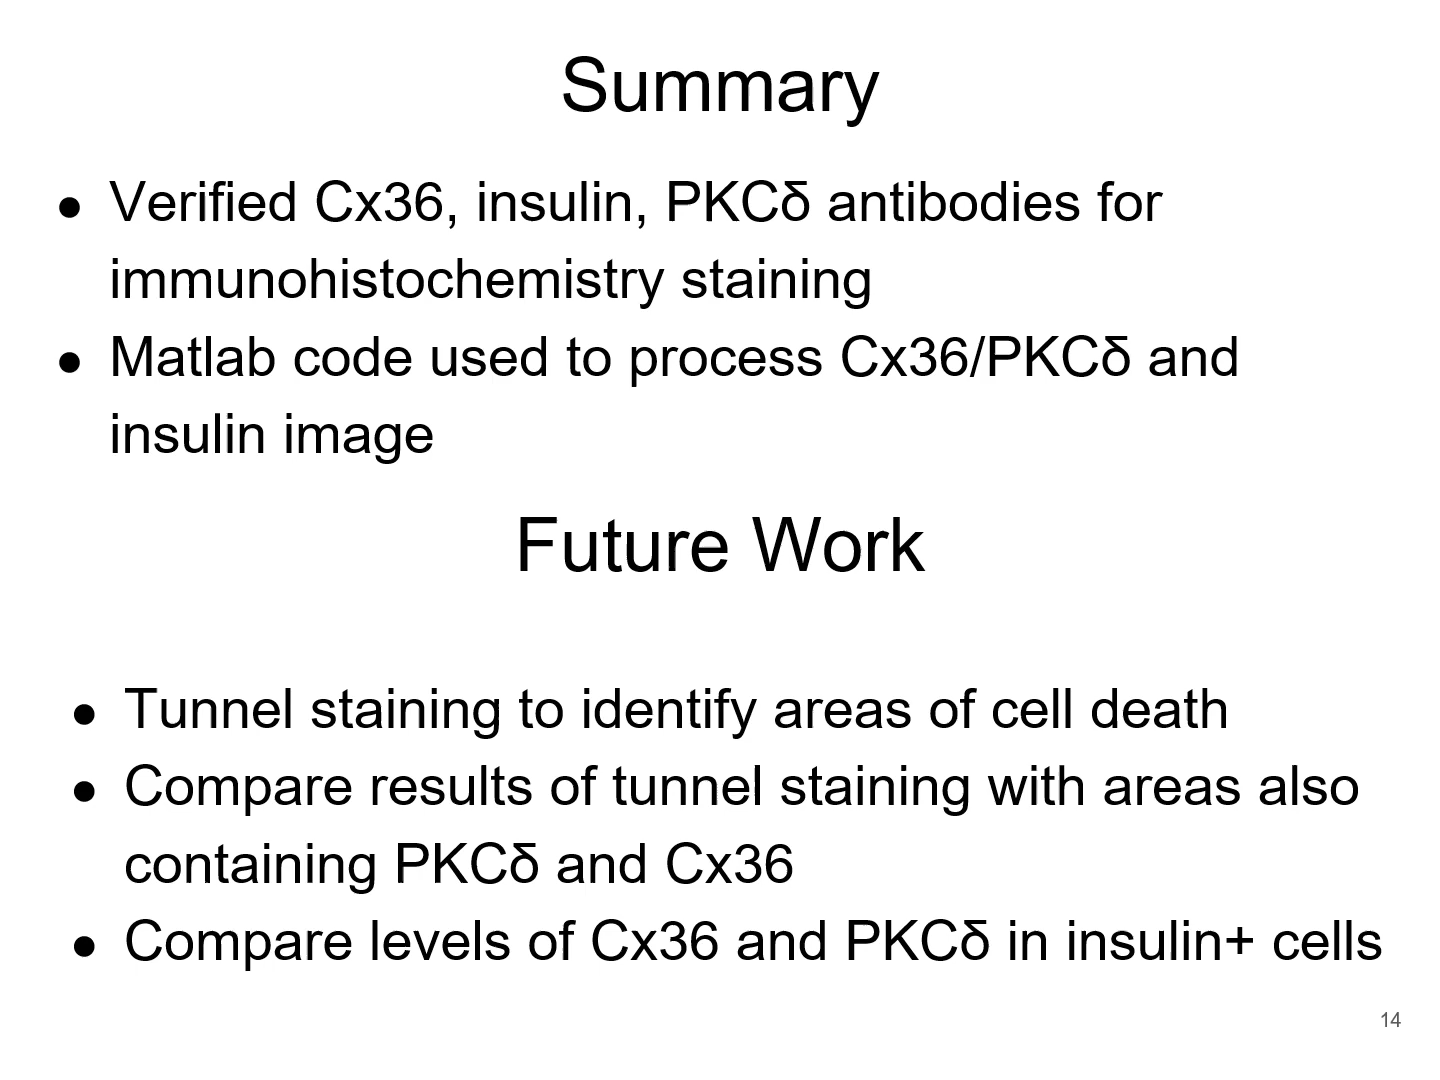 Summary
● Verified Cx36, insulin, PKCδ antibodies for
immunohistochemistry staining
● Matlab code used to process Cx36/PKCδ and
insulin image
Future Work
● Tunnel staining to identify areas of cell death
● Compare results of tunnel staining with areas also
containing PKCδ and Cx36
● Compare levels of Cx36 and PKCδ in insulin+ cells
14